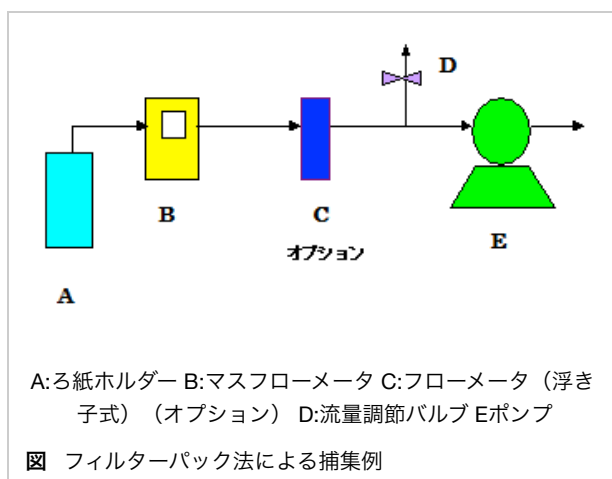 D
B
C
オプション
E
A
A:ろ紙ホルダー B:マスフローメータ C:フローメータ（浮き
子式）（オプション） D:流量調節バルブ Eポンプ
図 フィルターパック法による捕集例